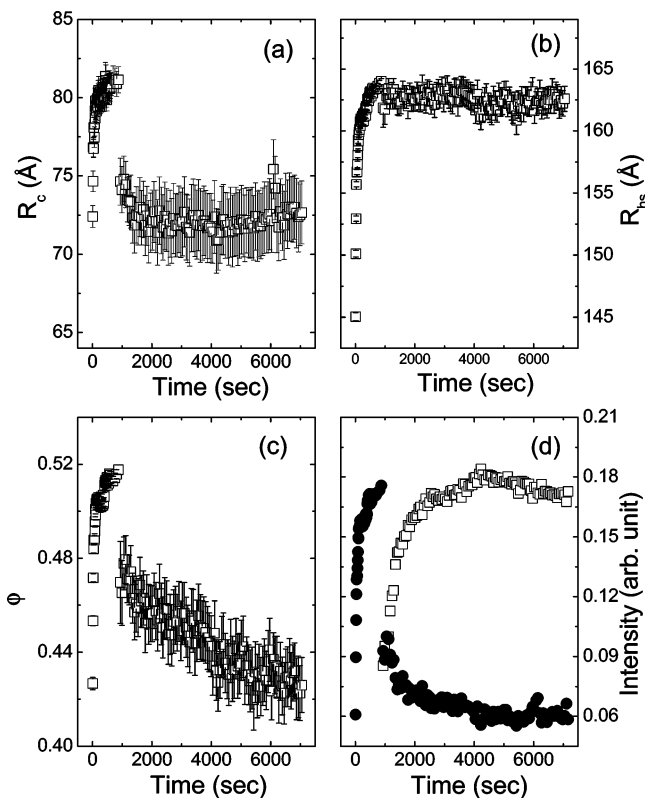 (a)
85
80
75
70
65
R_c (Å)
0 2000 4000 6000
Time (sec)
(b)
165
160
155
150
145
R_hs (Å)
0 2000 4000 6000
Time (sec)
(c)
0.52
0.48
0.44
0.40
φ
0 2000 4000 6000
Time (sec)
(d)
0.21
0.18
0.15
0.12
0.09
0.06
Intensity (arb. unit)
0 2000 4000 6000
Time (sec)